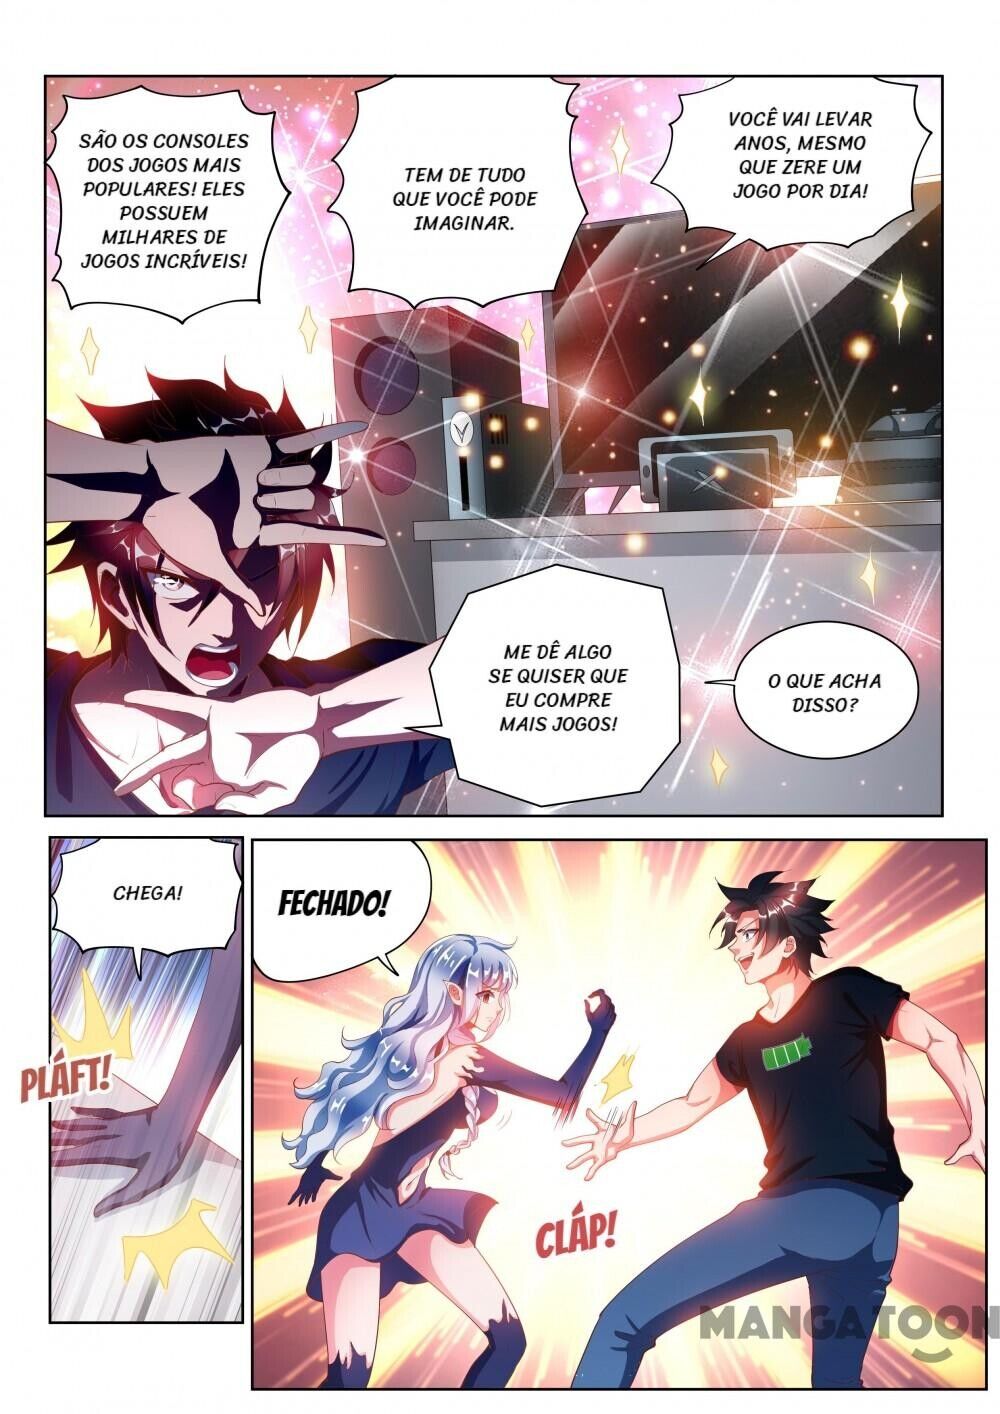 SÃO OS CONSOLES
DOS JOGOS MAIS
POPULARES! ELES
POSSUEM
MILHARES DE
JOGOS INCRÍVEIS!
TEM DE TUDO
QUE VOCÊ PODE
IMAGINAR.
VOCÊ VAI LEVAR
ANOS, MESMO
QUE ZERE UM
JOGO POR DIA!
ME DÊ ALGO
SE QUISER QUE
EU COMPRE
MAIS JOGOS!
O QUE ACHA
DISSO?
CHEGA!
PLÁFT!
FECHADO!
CLÁP!
MANGATOON